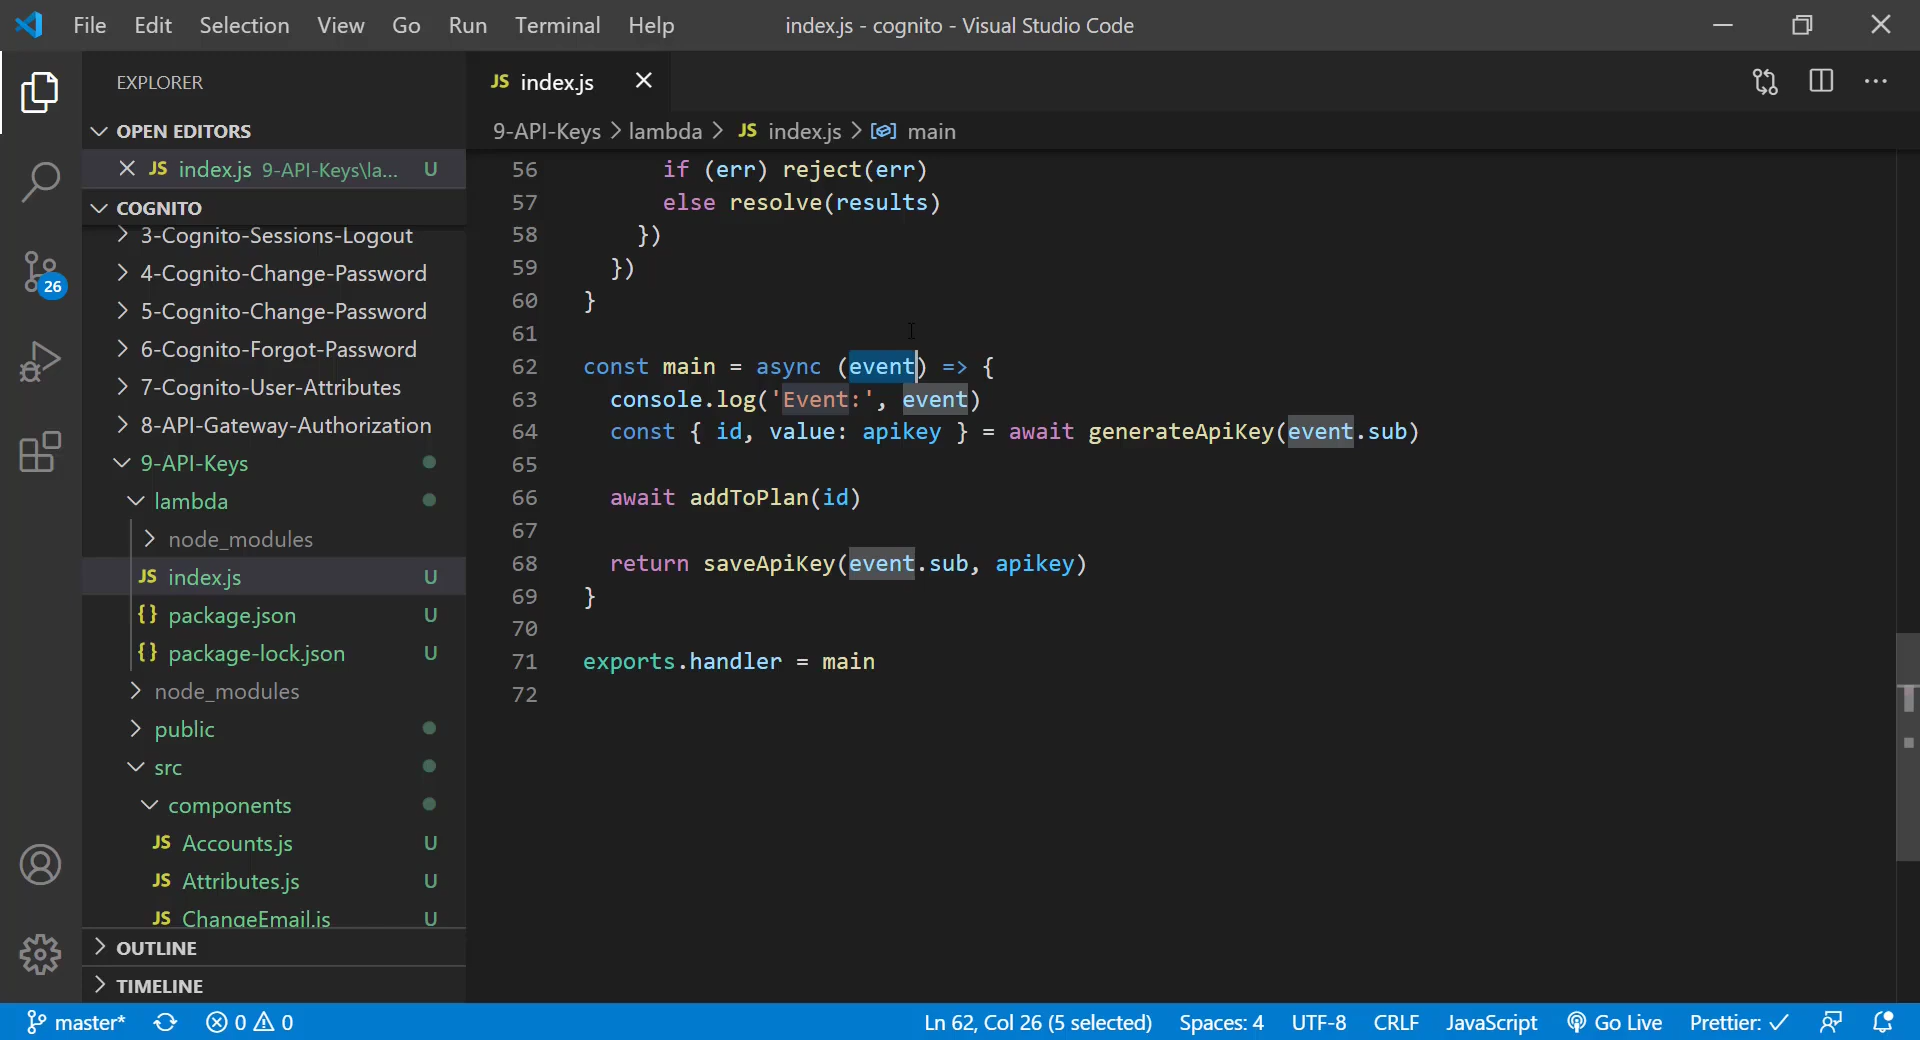 File Edit Selection View Go Run Terminal Help index.js - cognito - Visual Studio Code
EXPLORER
OPEN EDITORS
JS index.js 9-API-Keys\la... U
COGNITO
3-Cognito-Sessions-Logout
4-Cognito-Change-Password
5-Cognito-Change-Password
6-Cognito-Forgot-Password
7-Cognito-User-Attributes
8-API-Gateway-Authorization
9-API-Keys
lambda
node_modules
JS index.js U
{} package.json U
{} package-lock.json U
node_modules
public
src
components
JS Accounts.js U
JS Attributes.js U
JS ChangeEmail.js U
OUTLINE
TIMELINE
26
JS index.js
9-API-Keys > lambda > JS index.js > main
56 if (err) reject(err)
57 else resolve(results)
58 })
59 })
60 }
61
62 const main = async (event) => {
63 console.log('Event:', event)
64 const { id, value: apikey } = await generateApiKey(event.sub)
65
66 await addToPlan(id)
67
68 return saveApiKey(event.sub, apikey)
69 }
70
71 exports.handler = main
72
master* 0 0 Ln 62, Col 26 (5 selected) Spaces: 4 UTF-8 CRLF JavaScript Go Live Prettier: ✓